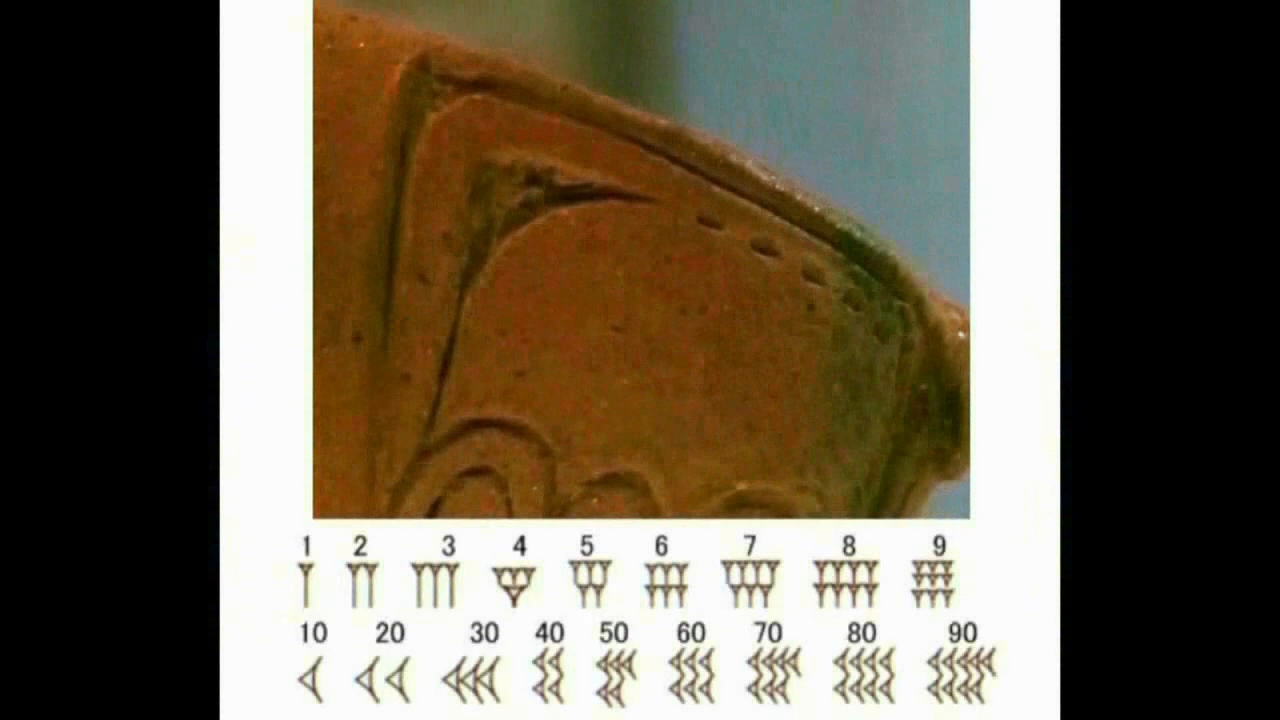 1 2 3 4 5 6 7 8 9
𒁹 𒈫 𒐈 𒐉 𒐊 𒐋 𒐌 𒐍 𒐎
10 20 30 40 50 60 70 80 90
𒌋 𒎙 𒌍 𒐏 𒐐 𒐑 𒐒 𒐓 𒐔